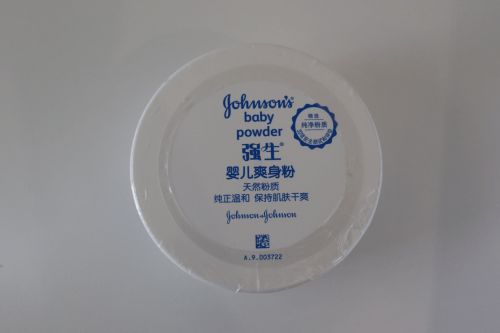 Johnson's®
baby
powder
精选
纯净粉质
强生®
婴儿爽身粉
天然粉质
纯正温和 保持肌肤干爽
Johnson & Johnson
A.9.003722